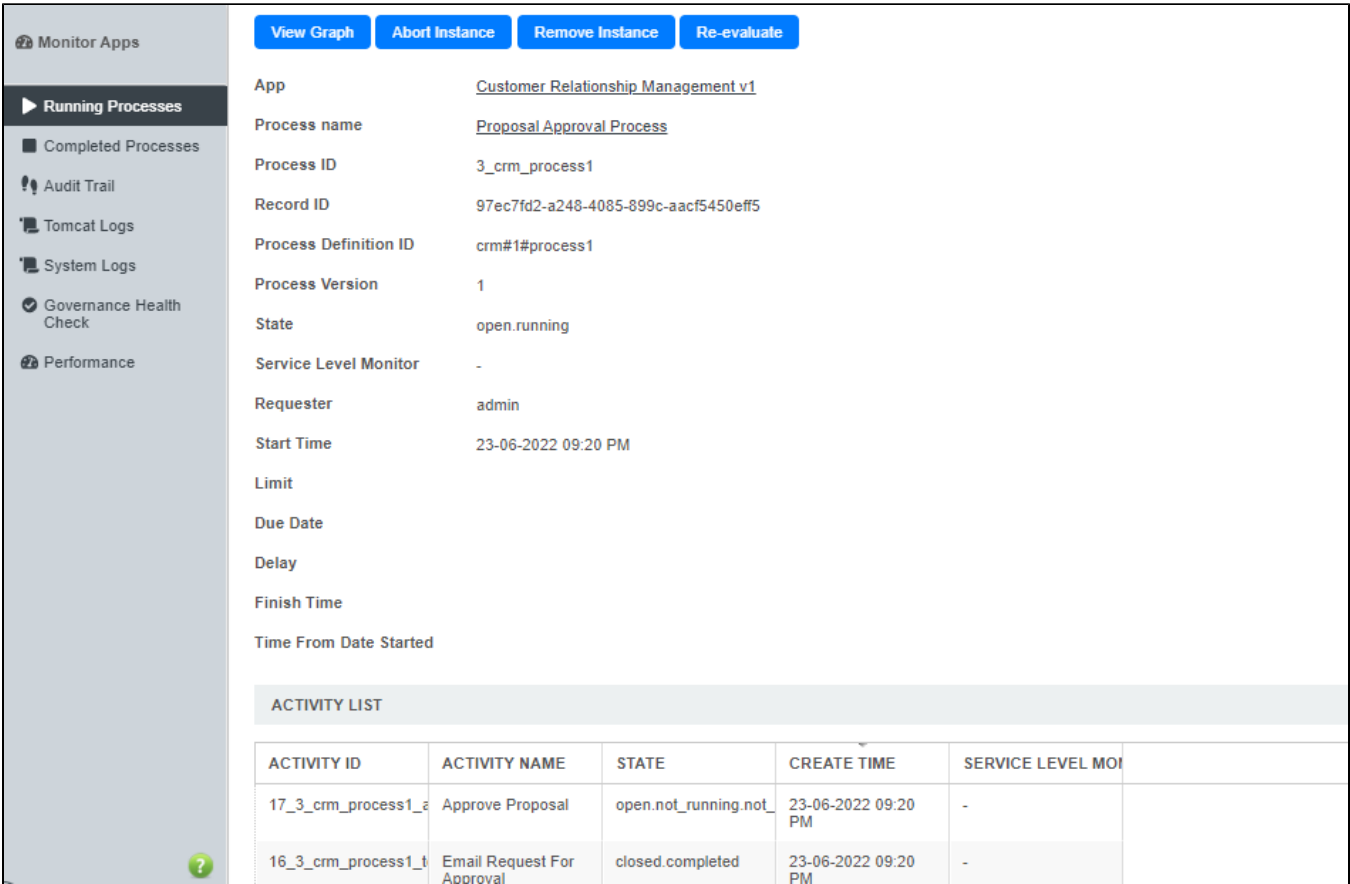 Monitor Apps
Running Processes
Completed Processes
Audit Trail
Tomcat Logs
System Logs
Governance Health
Check
Performance
?
View Graph Abort Instance Remove Instance Re-evaluate
App Customer Relationship Management v1
Process name Proposal Approval Process
Process ID 3_crm_process1
Record ID 97ec7fd2-a248-4085-899c-aacf5450eff5
Process Definition ID crm#1#process1
Process Version 1
State open.running
Service Level Monitor -
Requester admin
Start Time 23-06-2022 09:20 PM
Limit
Due Date
Delay
Finish Time
Time From Date Started
ACTIVITY LIST
ACTIVITY ID ACTIVITY NAME STATE CREATE TIME SERVICE LEVEL MON
17_3_crm_process1_a Approve Proposal open.not_running.not_ 23-06-2022 09:20
PM -
16_3_crm_process1_t Email Request For closed.completed 23-06-2022 09:20 -
Approval PM